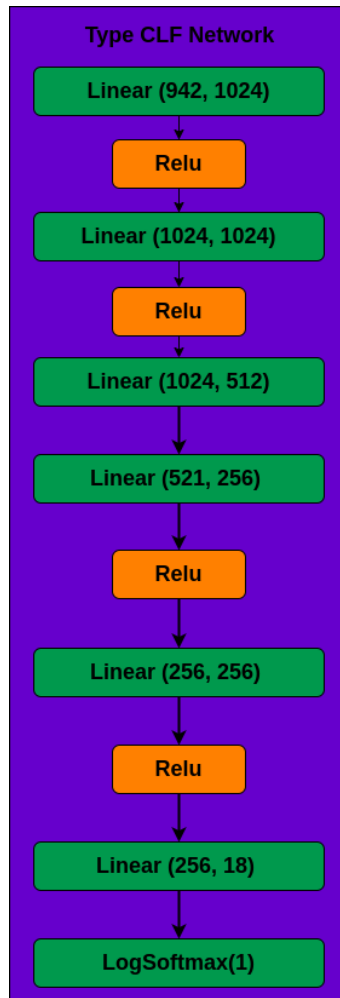 Type CLF Network
Linear (942, 1024)
Relu
Linear (1024, 1024)
Relu
Linear (1024, 512)
Linear (521, 256)
Relu
Linear (256, 256)
Relu
Linear (256, 18)
LogSoftmax(1)